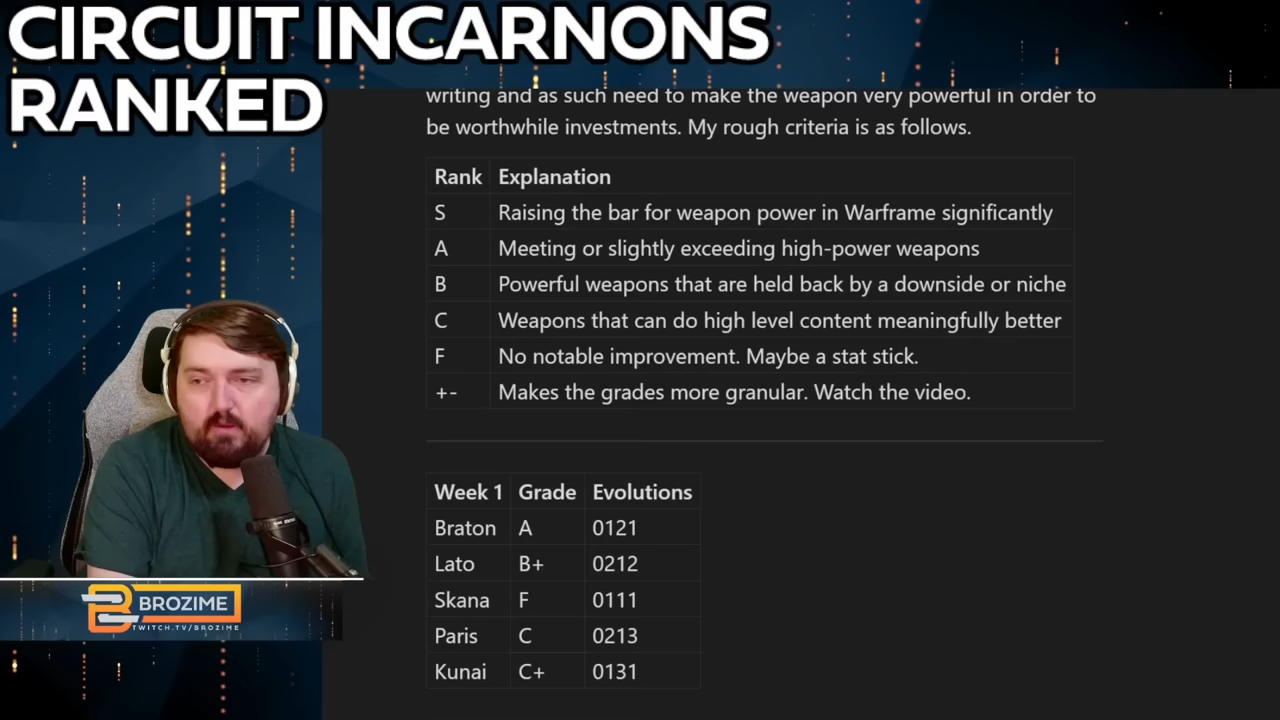 CIRCUIT INCARNONS
RANKED
writing and as such need to make the weapon very powerful in order to
be worthwhile investments. My rough criteria is as follows.
Rank Explanation
S Raising the bar for weapon power in Warframe significantly
A Meeting or slightly exceeding high-power weapons
B Powerful weapons that are held back by a downside or niche
C Weapons that can do high level content meaningfully better
F No notable improvement. Maybe a stat stick.
+- Makes the grades more granular. Watch the video.
Week 1 Grade Evolutions
Braton A 0121
Lato B+ 0212
Skana F 0111
Paris C 0213
Kunai C+ 0131
BROZIME
TWITCH.TV/BROZIME